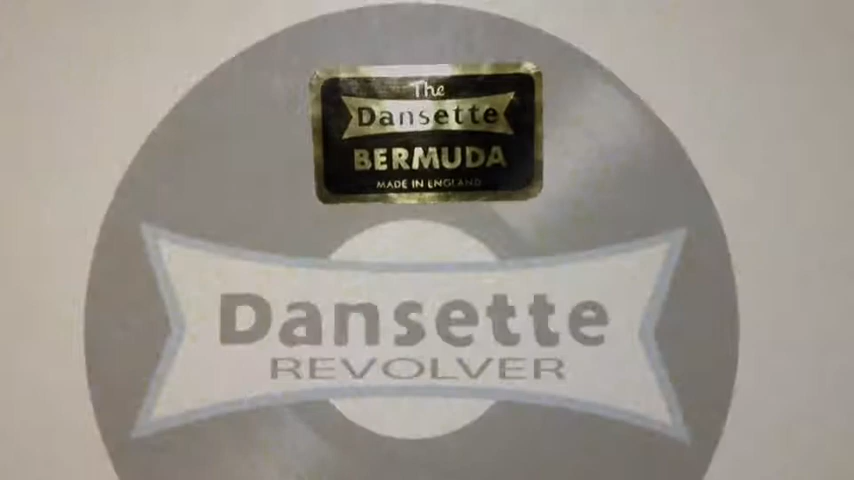 The
Dansette
BERMUDA
MADE IN ENGLAND
Dansette
REVOLVER